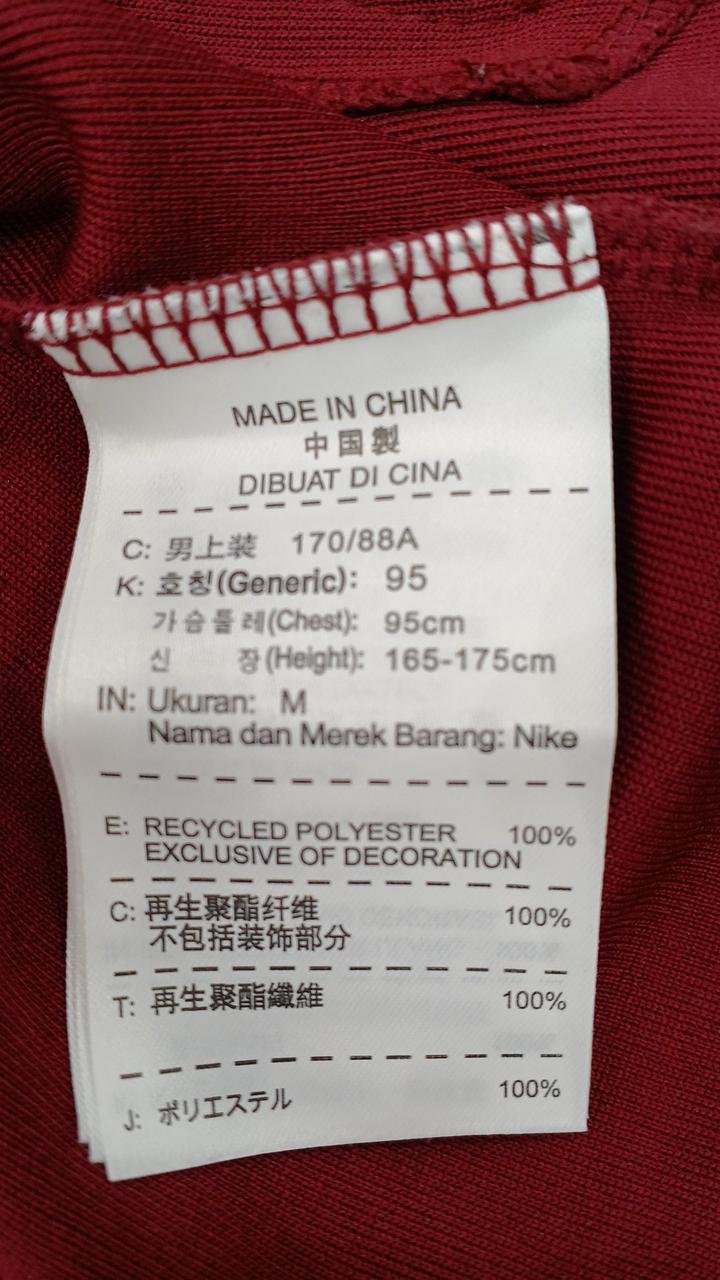 MADE IN CHINA
中国製
DIBUAT DI CINA
C: 男上装 170/88A
K: 호칭(Generic): 95
가슴둘레(Chest): 95cm
신 장(Height): 165-175cm
IN: Ukuran: M
Nama dan Merek Barang: Nike
E: RECYCLED POLYESTER 100%
EXCLUSIVE OF DECORATION
C: 再生聚酯纤维 100%
不包括装饰部分
T: 再生聚酯纖維 100%
J: ポリエステル 100%